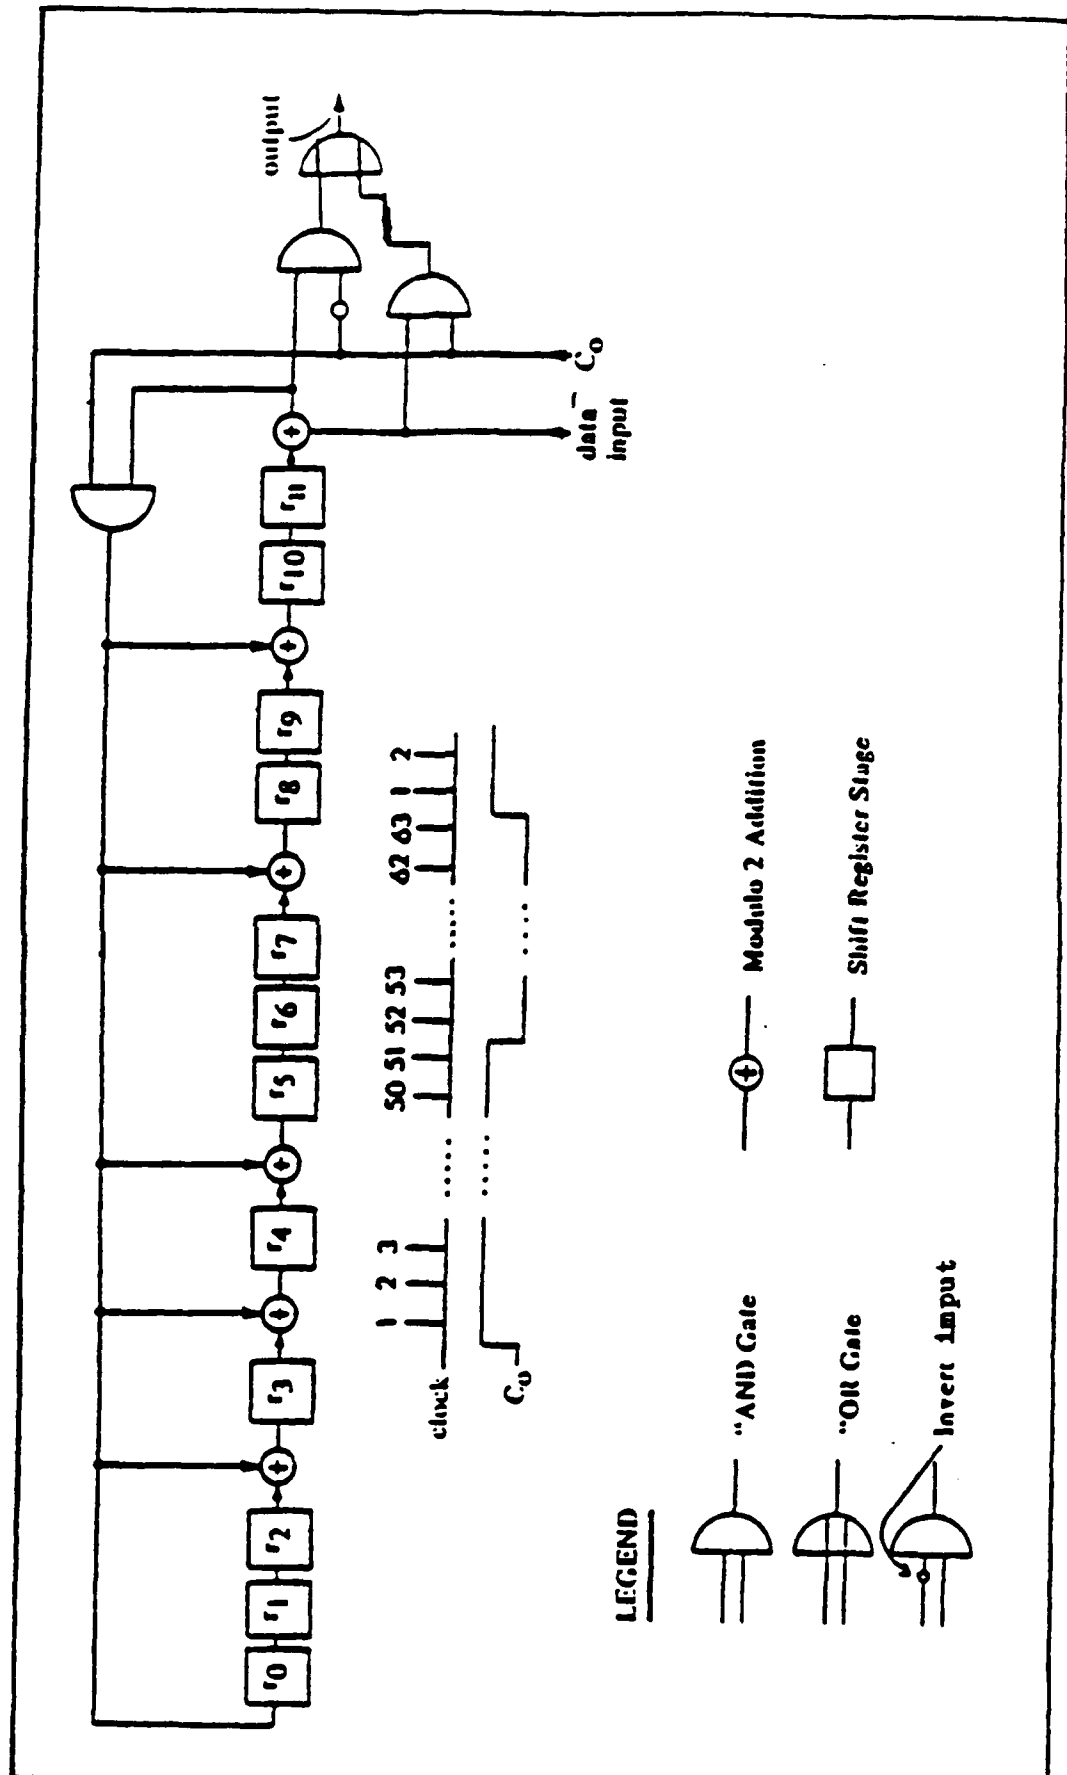 output
r0 r1 r2 r3 r4 r5 r6 r7 r8 r9 r10 r11
+ + + + + +
data input
C0
clock 1 2 3 ..... 50 51 52 53 ..... 62 63 1 2
C0 ..... ....
LEGEND
"AND Gate
"OR Gate
Invert input
+ Modulo 2 Addition
Shift Register Stage